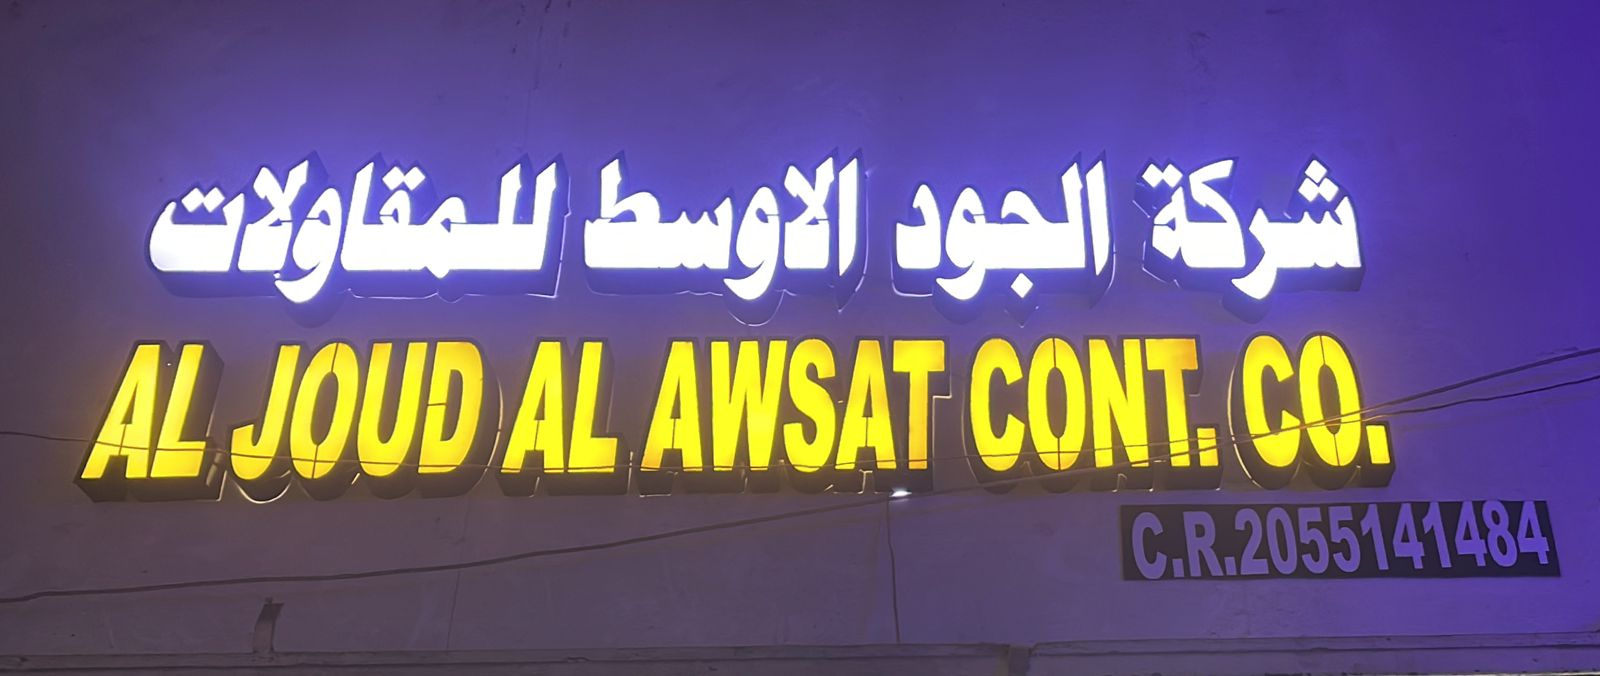 شركة الجود الاوسط للمقاولات
AL JOUD AL AWSAT CONT. CO.
C.R.2055141484